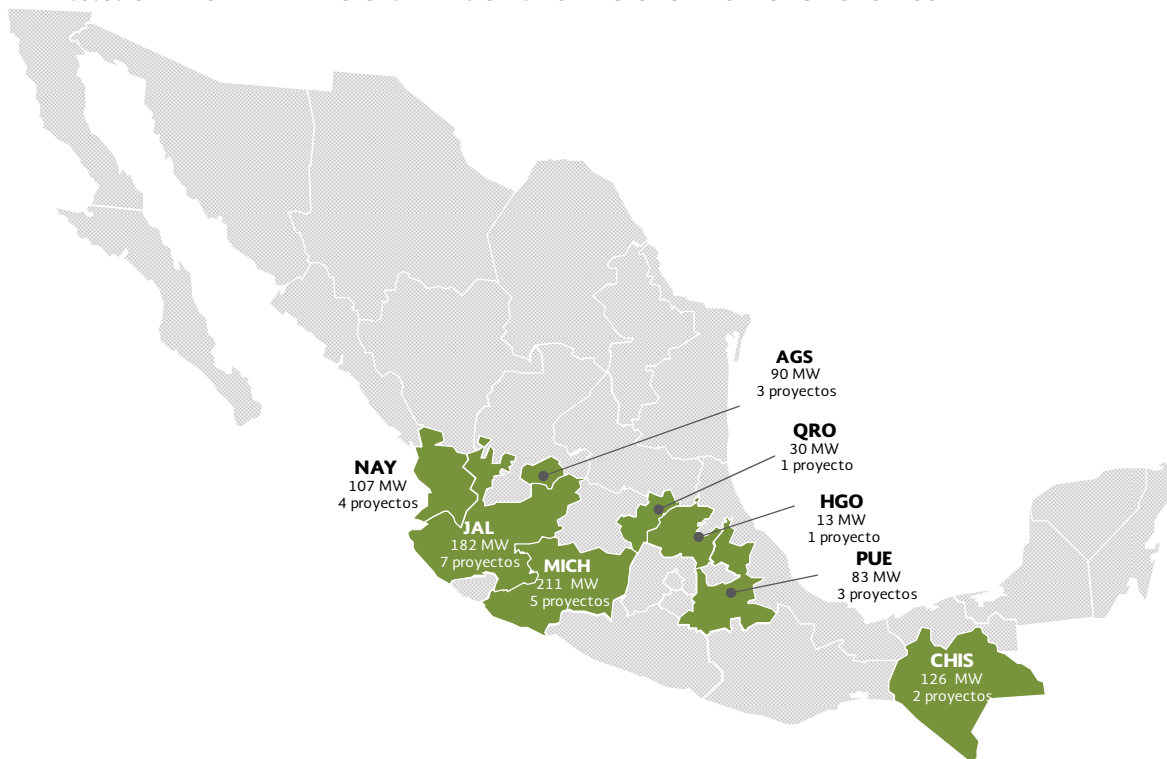 AGS
90 MW
3 proyectos
QRO
30 MW
1 proyecto
NAY
107 MW
4 proyectos
HGO
13 MW
1 proyecto
JAL
182 MW
7 proyectos
MICH
211 MW
5 proyectos
PUE
83 MW
3 proyectos
CHIS
126 MW
2 proyectos